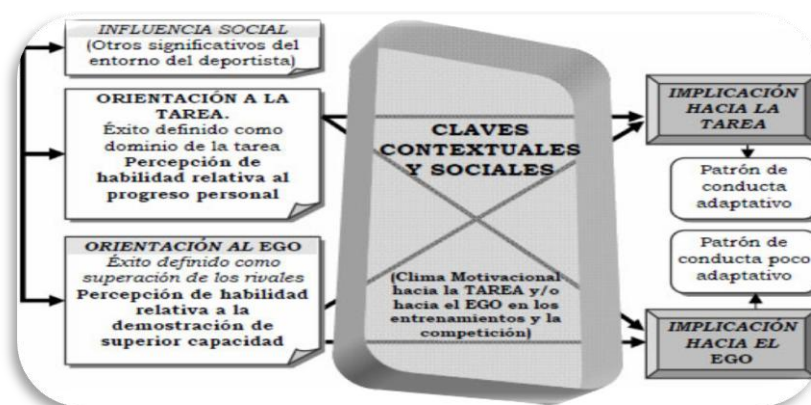 INFLUENCIA SOCIAL
(Otros significativos del
entorno del deportista)
ORIENTACIÓN A LA
TAREA.
Éxito definido como
dominio de la tarea
Percepción de
habilidad relativa al
progreso personal
ORIENTACIÓN AL EGO
Éxito definido como
superación de los rivales
Percepción de habilidad
relativa a la
demostración de
superior capacidad
CLAVES
CONTEXTUALES
Y SOCIALES
(Clima Motivacional
hacia la TAREA y/o
hacia el EGO en los
entrenamientos y la
competición)
IMPLICACIÓN
HACIA LA
TAREA
Patrón de
conducta
adaptativo
Patrón de
conducta poco
adaptativo
IMPLICACIÓN
HACIA EL
EGO